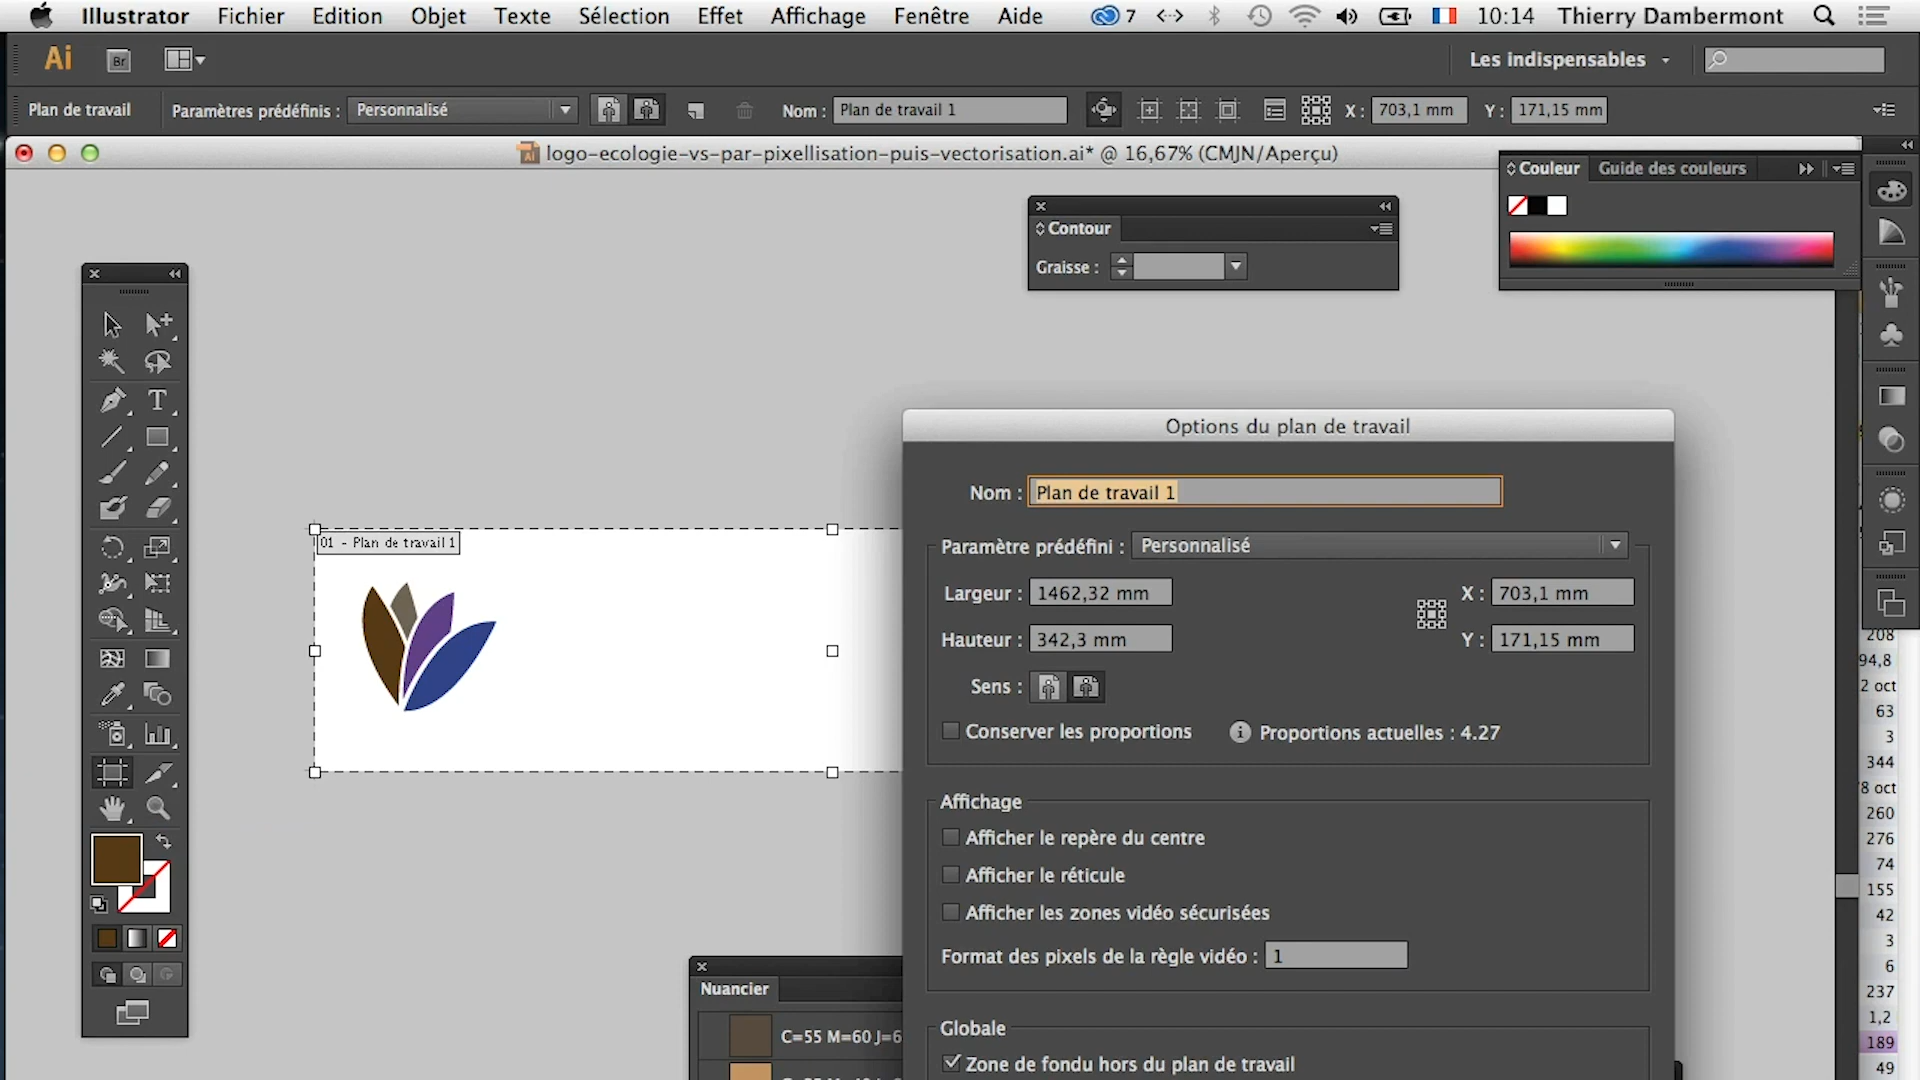 Illustrator Fichier Edition Objet Texte Sélection Effet Affichage Fenêtre Aide 7 10:14 Thierry Dambermont
Ai Br Les indispensables
Plan de travail Paramètres prédéfinis : Personnalisé Nom : Plan de travail 1 X : 703,1 mm Y : 171,15 mm
logo-ecologie-vs-par-pixellisation-puis-vectorisation.ai* @ 16,67% (CMJN/Aperçu)
Couleur Guide des couleurs
Contour
Graisse :
Options du plan de travail
Nom : Plan de travail 1
01 - Plan de travail 1
Paramètre prédéfini : Personnalisé
Largeur : 1462,32 mm X : 703,1 mm
Hauteur : 342,3 mm Y : 171,15 mm
Sens :
Conserver les proportions Proportions actuelles : 4.27
Affichage
Afficher le repère du centre
Afficher le réticule
Afficher les zones vidéo sécurisées
Format des pixels de la règle vidéo : 1
Nuancier
C=55 M=60 J=6
Globale
Zone de fondu hors du plan de travail
208
94,8
2 oct
63
3
344
8 oct
260
276
74
155
42
3
6
237
1,2
189
49